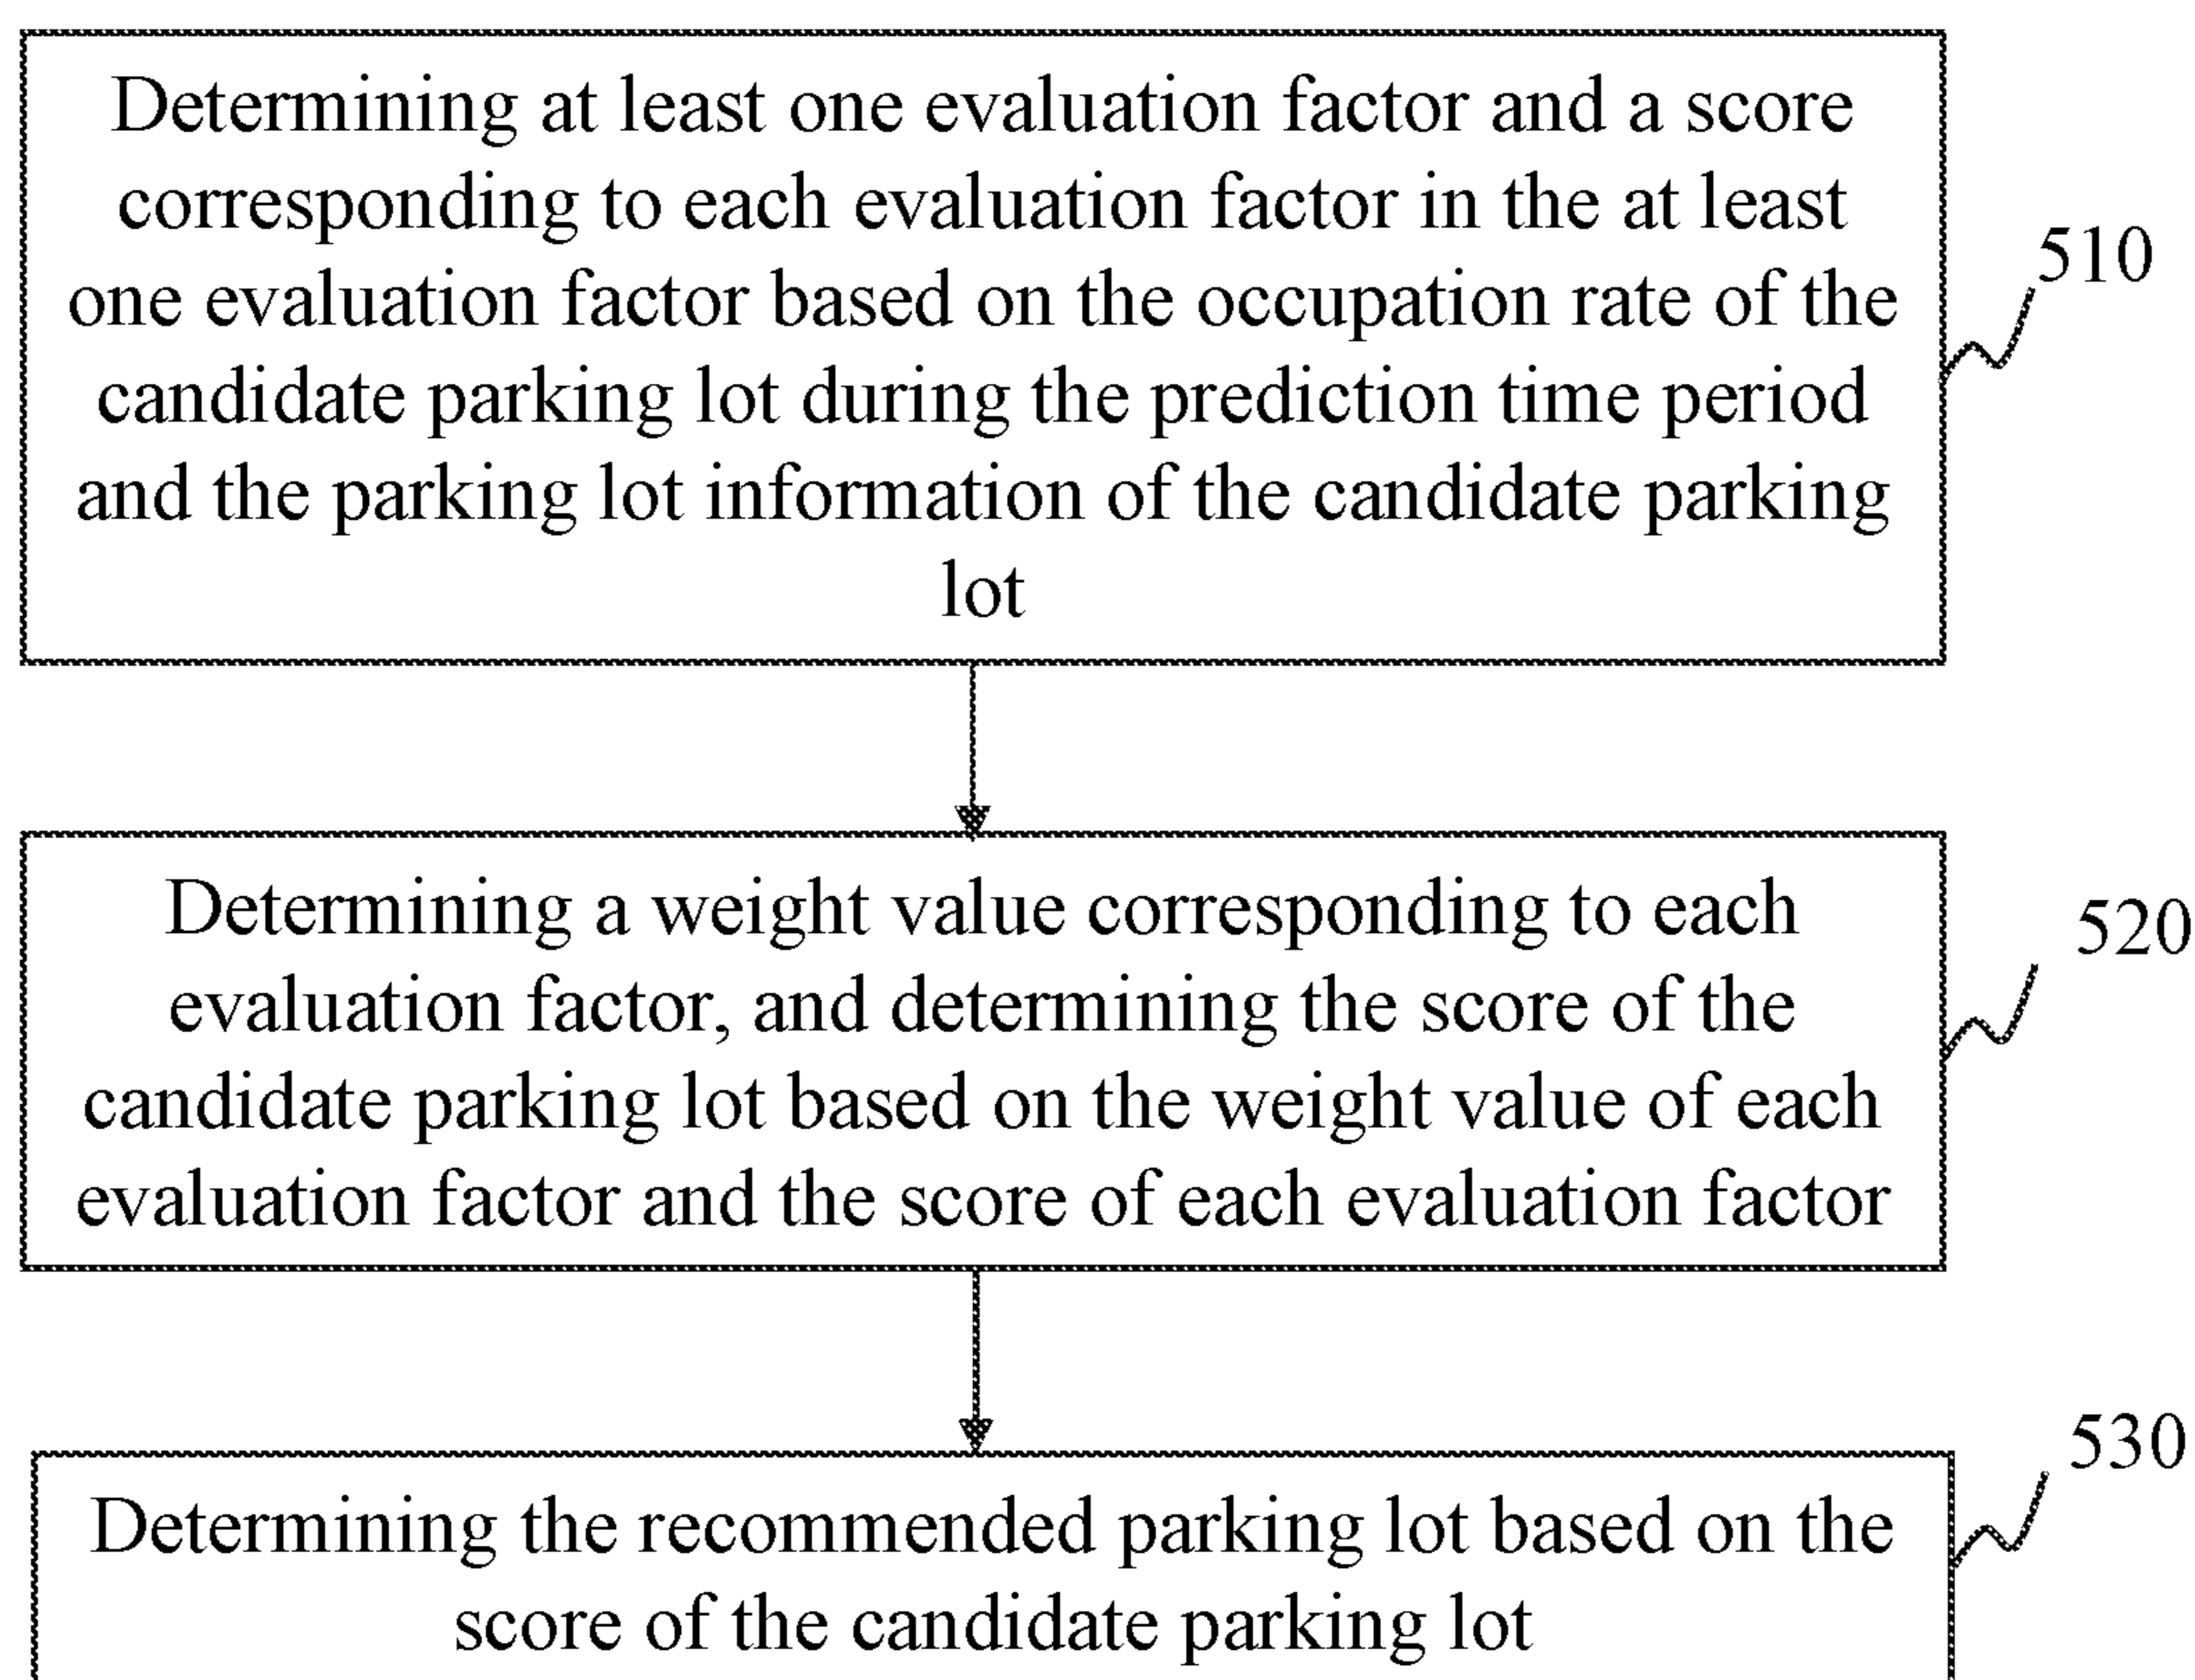 Determining at least one evaluation factor and a score
corresponding to each evaluation factor in the at least
one evaluation factor based on the occupation rate of the
candidate parking lot during the prediction time period
and the parking lot information of the candidate parking
lot
510
Determining a weight value corresponding to each
evaluation factor, and determining the score of the
candidate parking lot based on the weight value of each
evaluation factor and the score of each evaluation factor
520
Determining the recommended parking lot based on the
score of the candidate parking lot
530